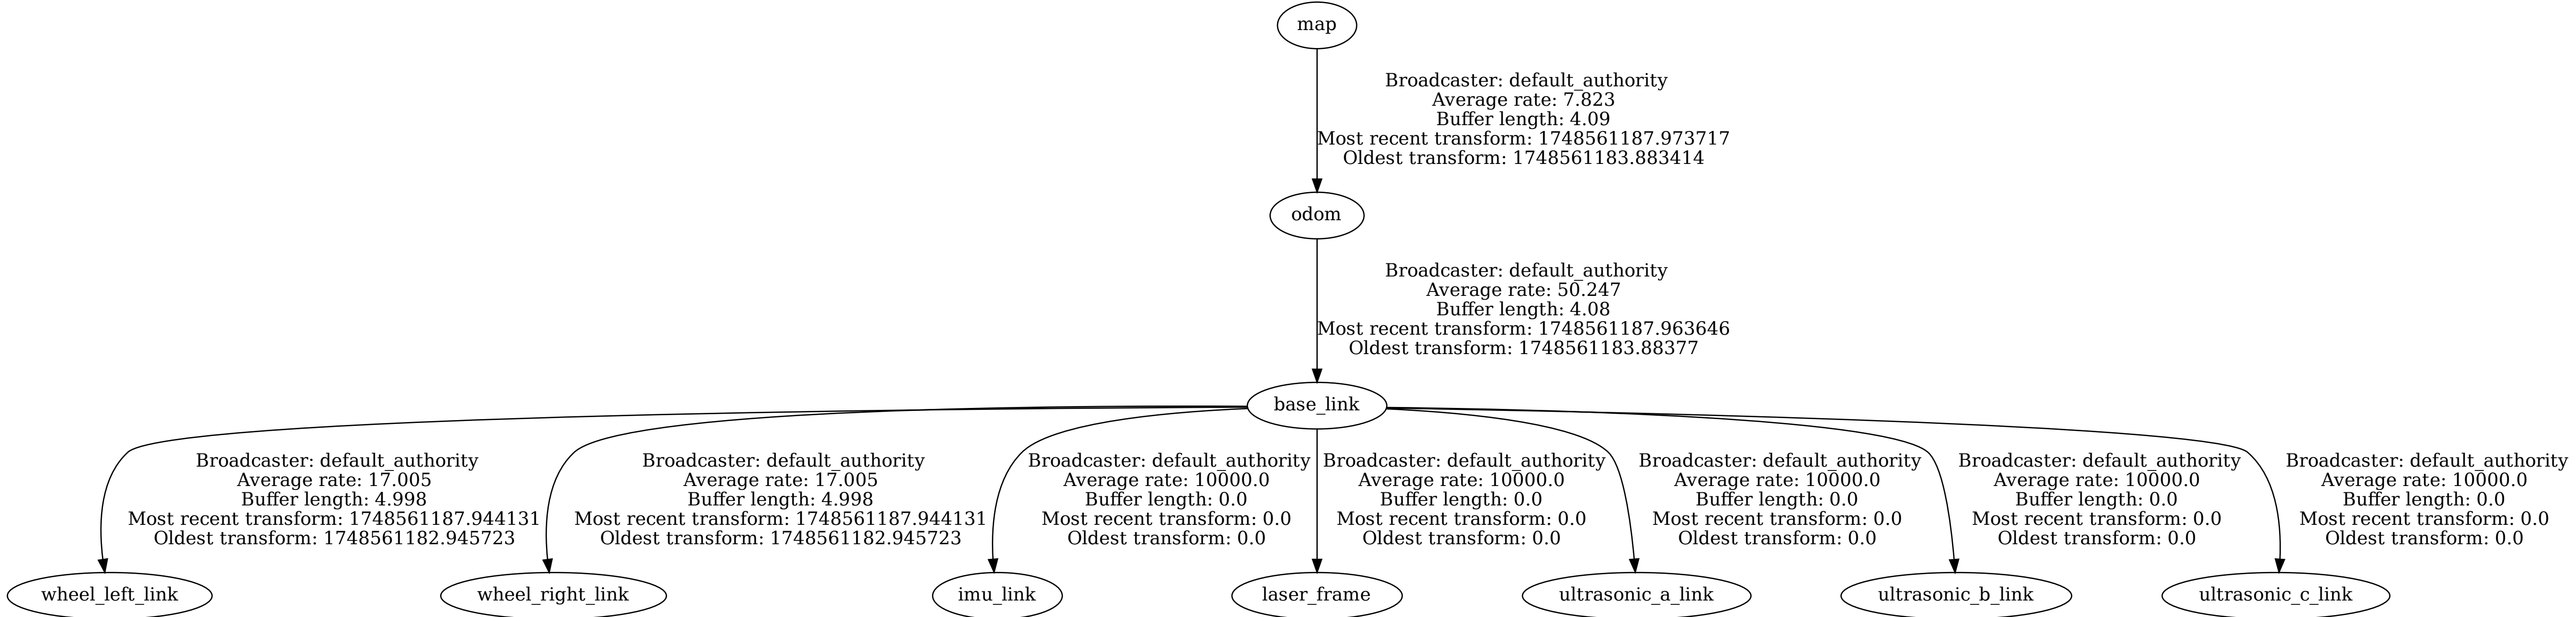 map
Broadcaster: default_authority
Average rate: 7.823
Buffer length: 4.09
Most recent transform: 1748561187.973717
Oldest transform: 1748561183.883414
odom
Broadcaster: default_authority
Average rate: 50.247
Buffer length: 4.08
Most recent transform: 1748561187.963646
Oldest transform: 1748561183.88377
base_link
Broadcaster: default_authority
Average rate: 17.005
Buffer length: 4.998
Most recent transform: 1748561187.944131
Oldest transform: 1748561182.945723
Broadcaster: default_authority
Average rate: 17.005
Buffer length: 4.998
Most recent transform: 1748561187.944131
Oldest transform: 1748561182.945723
Broadcaster: default_authority
Average rate: 10000.0
Buffer length: 0.0
Most recent transform: 0.0
Oldest transform: 0.0
Broadcaster: default_authority
Average rate: 10000.0
Buffer length: 0.0
Most recent transform: 0.0
Oldest transform: 0.0
Broadcaster: default_authority
Average rate: 10000.0
Buffer length: 0.0
Most recent transform: 0.0
Oldest transform: 0.0
Broadcaster: default_authority
Average rate: 10000.0
Buffer length: 0.0
Most recent transform: 0.0
Oldest transform: 0.0
Broadcaster: default_authority
Average rate: 10000.0
Buffer length: 0.0
Most recent transform: 0.0
Oldest transform: 0.0
wheel_left_link
wheel_right_link
imu_link
laser_frame
ultrasonic_a_link
ultrasonic_b_link
ultrasonic_c_link